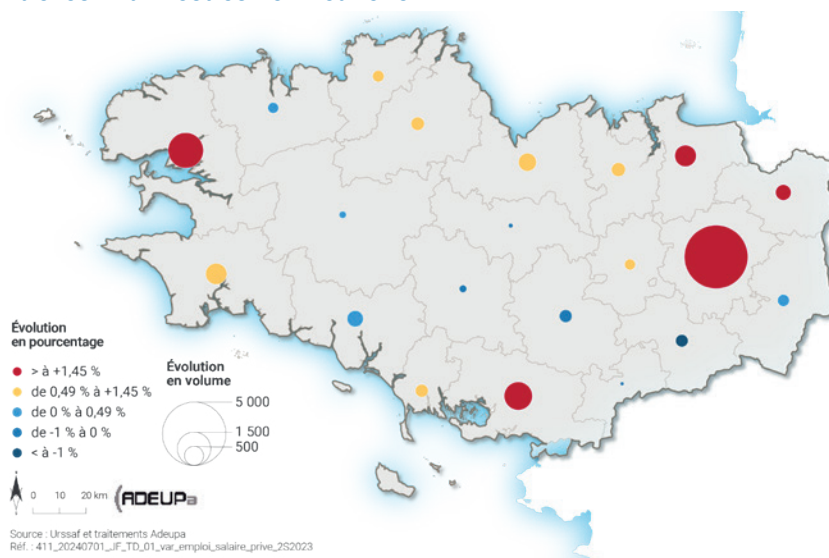 Évolution
en pourcentage
> à +1,45 %
de 0,49 % à +1,45 %
de 0 % à 0,49 %
de -1 % à 0 %
< à -1 %
Évolution
en volume
5 000
1 500
500
0 10 20 km
ADEUPa
Source : Urssaf et traitements Adeupa
Réf. : 411_20240701_JF_TD_01_var_emploi_salaire_prive_2S2023